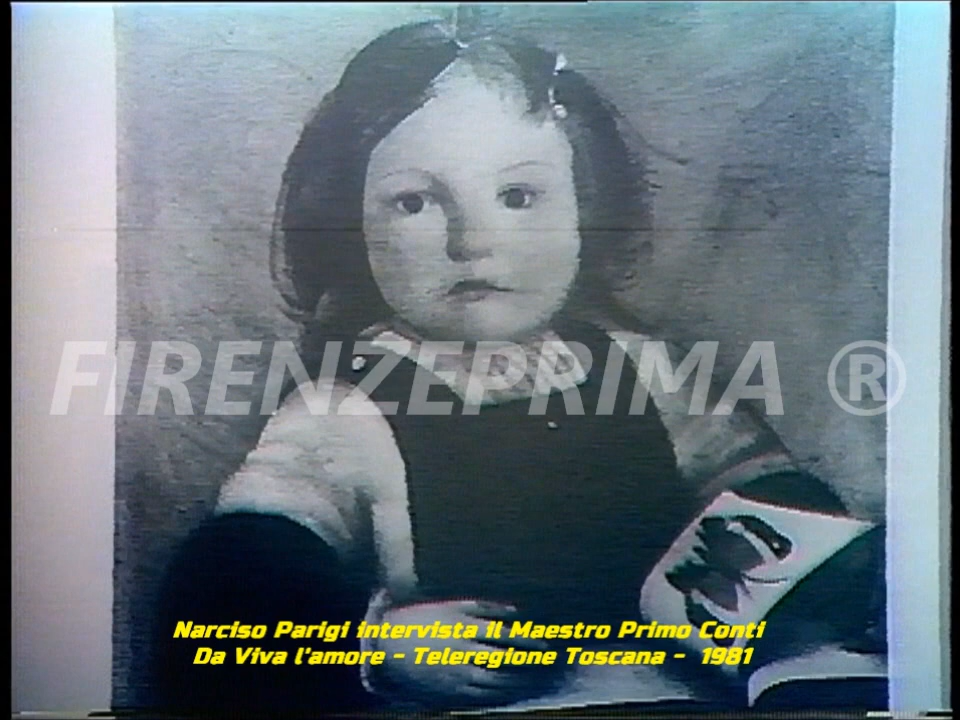 FIRENZEPRIMA ®
Narciso Parigi intervista il Maestro Primo Conti
Da Viva l'amore - Teleregione Toscana - 1981